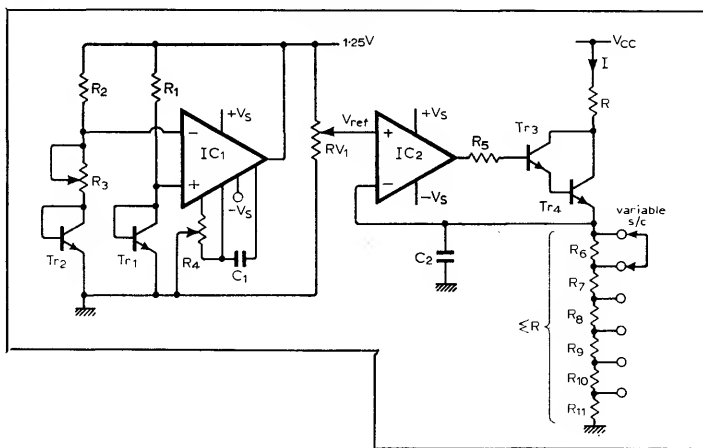 1·25V
VCC
I
R2
R1
R
+VS
IC1
−
+
−VS
R3
Tr2
Tr1
R4
C1
RV1
Vref
+VS
+
IC2
−
−VS
R5
Tr3
Tr4
C2
variable
s/c
R6
R7
R8
R9
R10
R11
ΣR